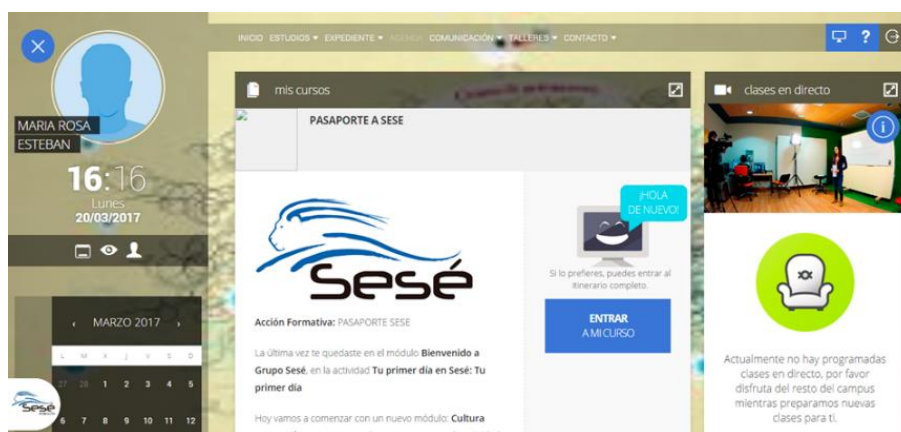 INICIO ESTUDIOS EXPEDIENTE AGENDA COMUNICACIÓN TALLERES CONTACTO
?
MARIA ROSA
ESTEBAN
16:16
Lunes
20/03/2017
MARZO 2017
L M X J V S D
27 28 1 2 3 4 5
6 7 8 9 10 11 12
Sesé
mis cursos
PASAPORTE A SESE
Sesé
Acción Formativa: PASAPORTE SESE
La última vez te quedaste en el módulo Bienvenido a
Grupo Sesé, en la actividad Tu primer día en Sesé: Tu
primer día
Hoy vamos a comenzar con un nuevo módulo: Cultura
¡HOLA
DE NUEVO!
Si lo prefieres, puedes entrar al
itinerario completo.
ENTRAR
A MI CURSO
clases en directo
i
Actualmente no hay programadas
clases en directo, por favor
disfruta del resto del campus
mientras preparamos nuevas
clases para ti.